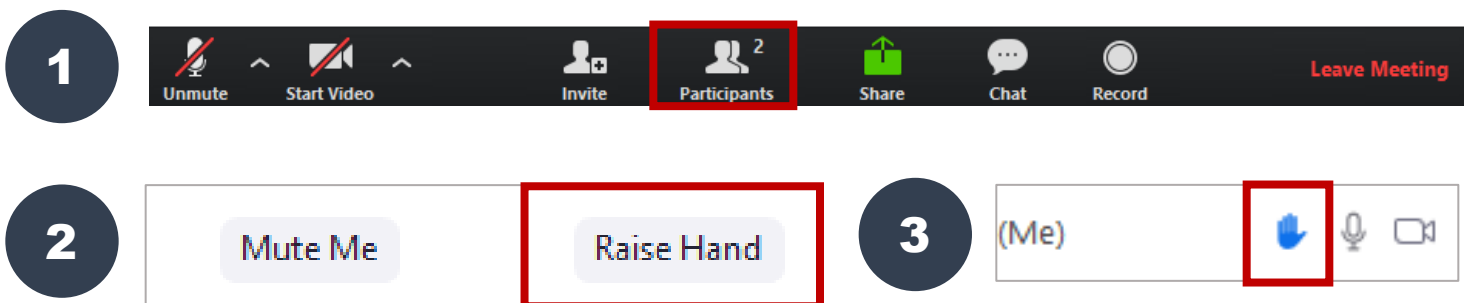 1
2
Unmute Start Video Invite Participants Share Chat Record Leave Meeting
2 Mute Me Raise Hand 3 (Me)